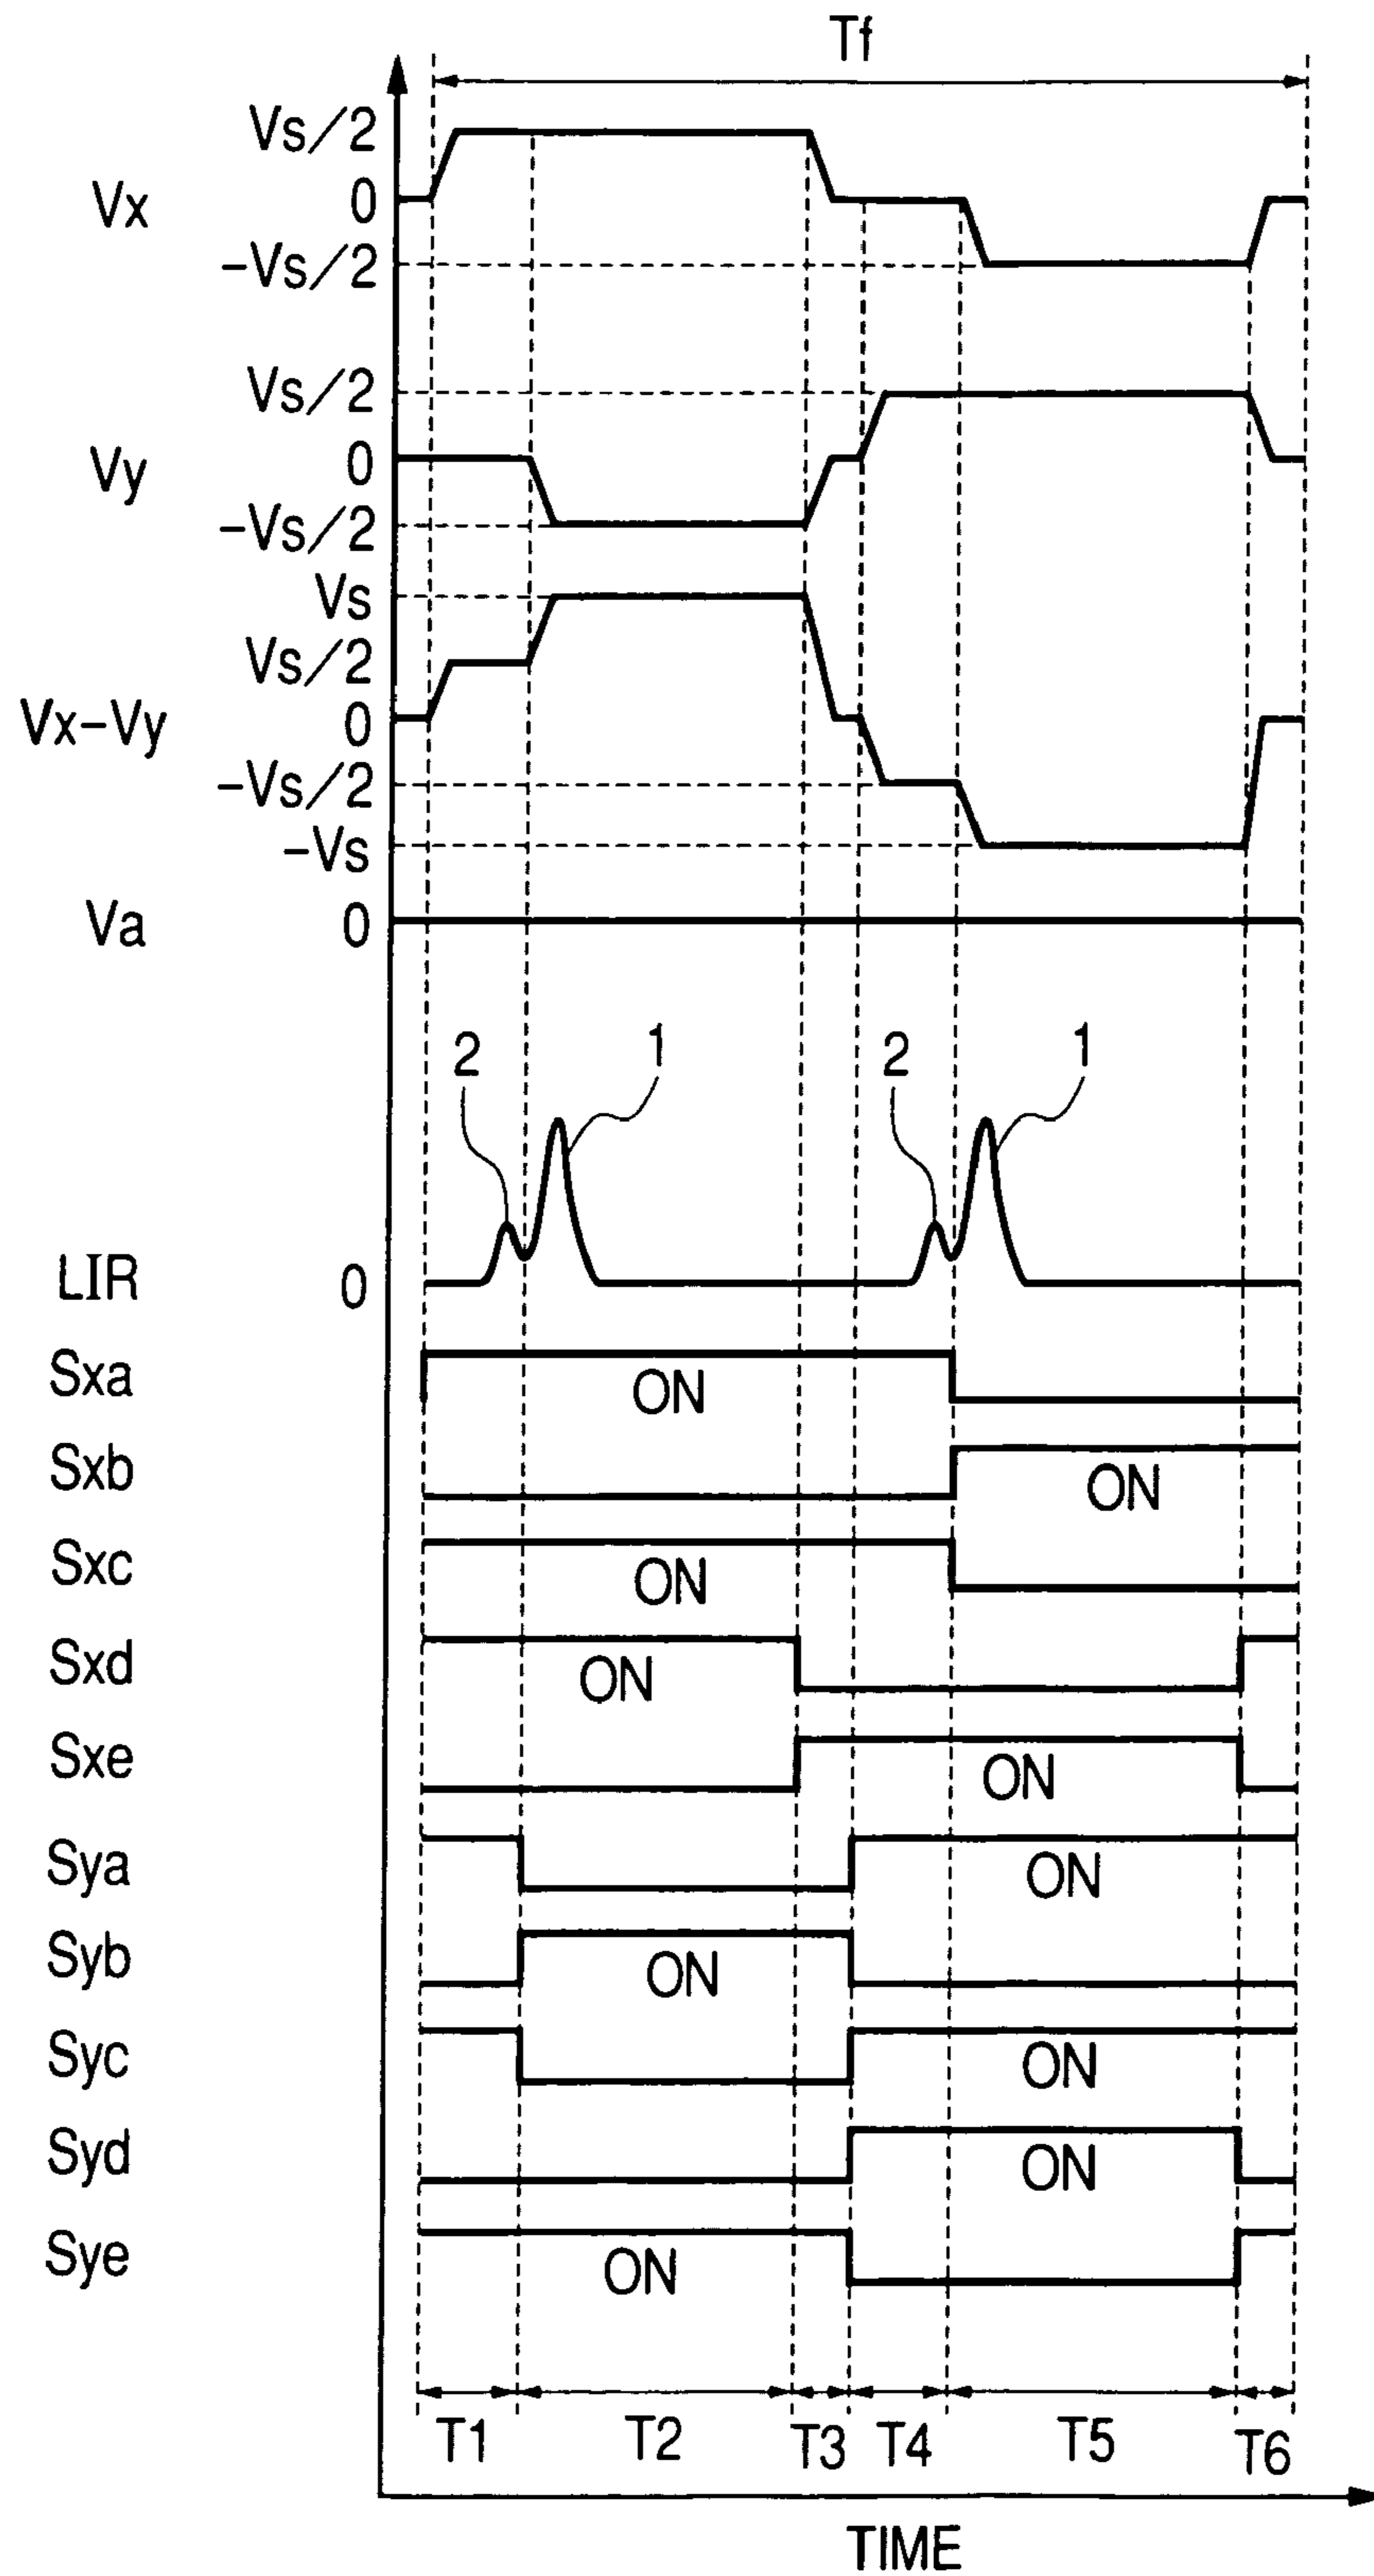 Tf
Vs/2
Vx
0
-Vs/2
Vs/2
Vy
0
-Vs/2
Vs
Vs/2
Vx-Vy
0
-Vs/2
-Vs
Va
0
2
1
2
1
LIR
0
Sxa
ON
Sxb
ON
Sxc
ON
Sxd
ON
Sxe
ON
Sya
ON
Syb
ON
Syc
ON
Syd
ON
Sye
ON
T1
T2
T3
T4
T5
T6
TIME